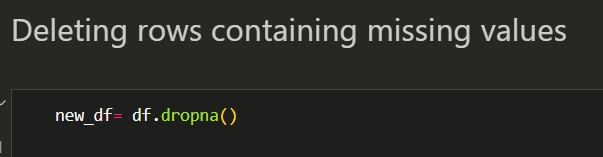 Deleting rows containing missing values
new_df= df.dropna()